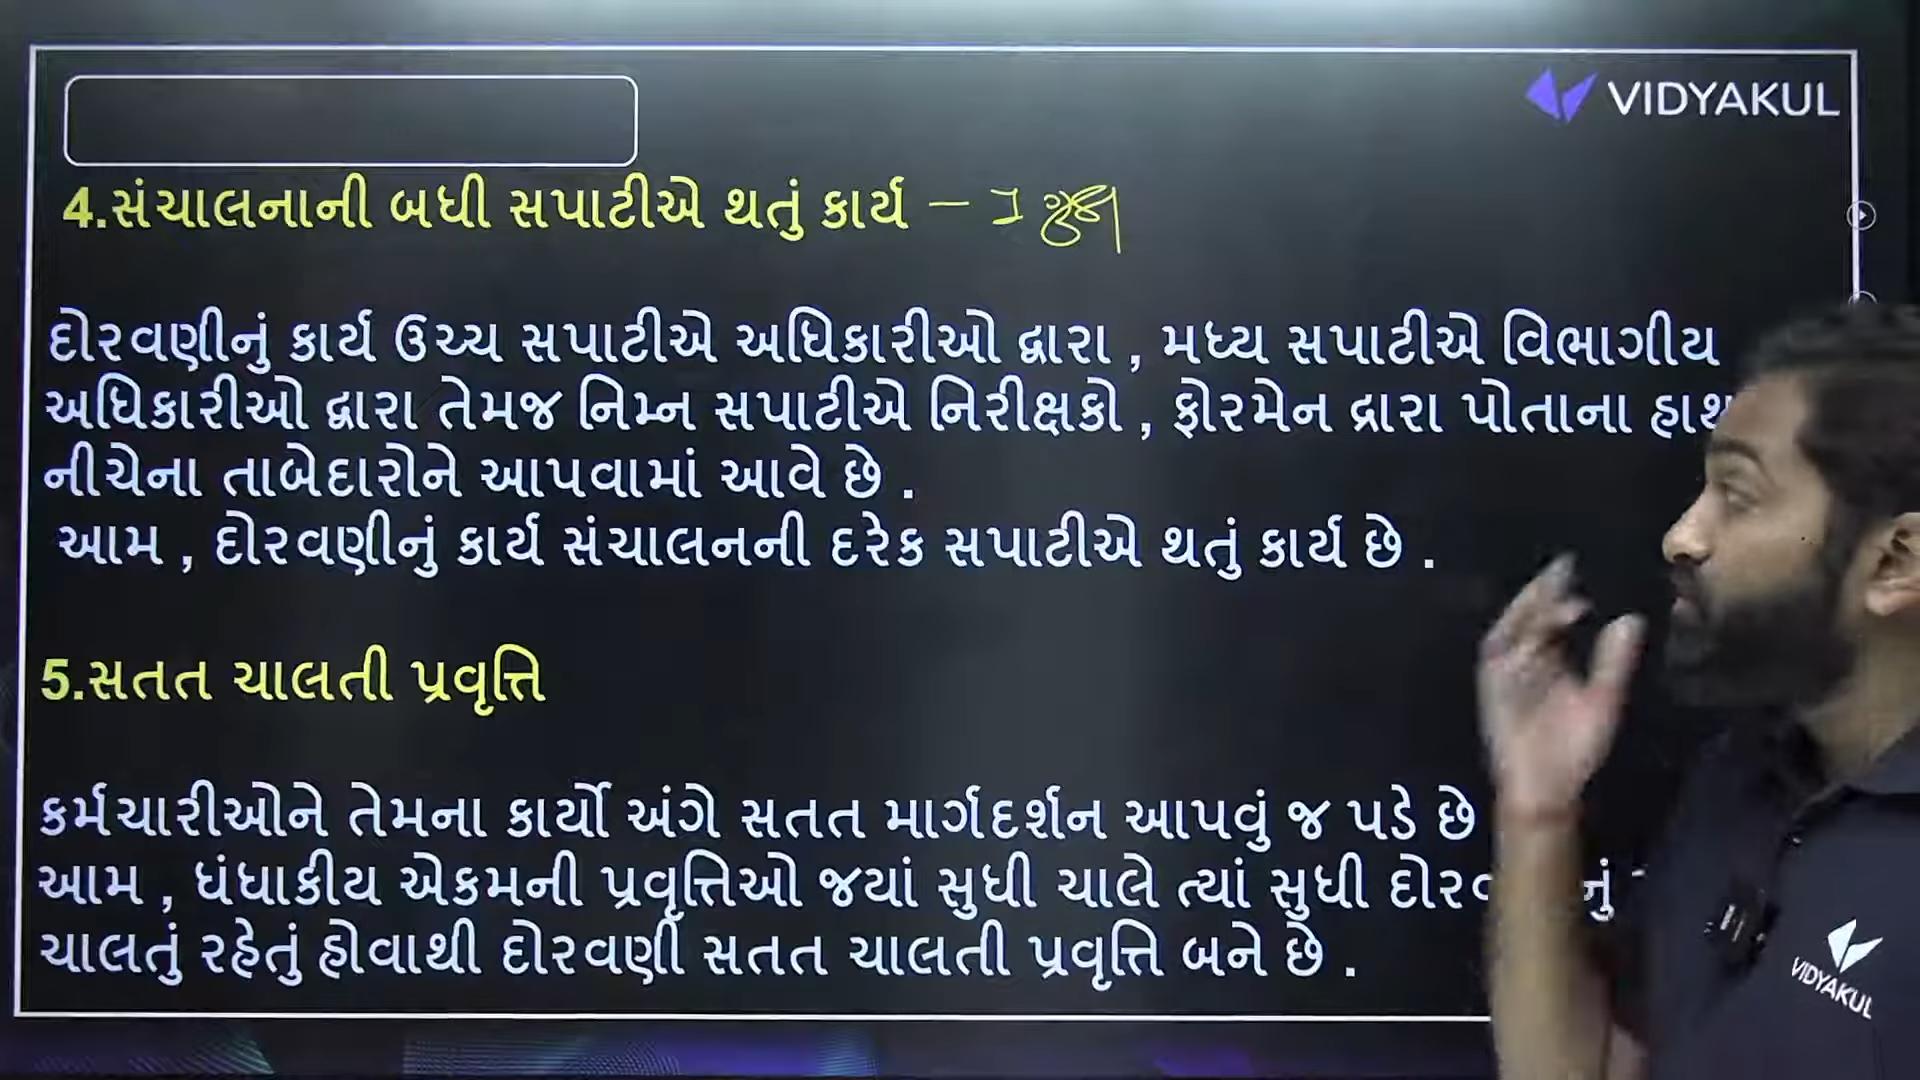 VIDYAKUL
4.સંચાલનાની બધી સપાટીએ થતું કાર્ય –
દોરવણીનું કાર્ય ઉચ્ચ સપાટીએ અધિકારીઓ દ્વારા , મધ્ય સપાટીએ વિભાગીય
અધિકારીઓ દ્વારા તેમજ નિમ્ન સપાટીએ નિરીક્ષકો , ફોરમેન દ્રારા પોતાના હાથ
નીચેના તાબેદારોને આપવામાં આવે છે .
આમ , દોરવણીનું કાર્ય સંચાલનની દરેક સપાટીએ થતું કાર્ય છે .
5.સતત ચાલતી પ્રવૃત્તિ
કર્મચારીઓને તેમના કાર્યો અંગે સતત માર્ગદર્શન આપવું જ પડે છે
આમ , ધંધાકીય એકમની પ્રવૃત્તિઓ જયાં સુધી ચાલે ત્યાં સુધી
ચાલતું રહેતું હોવાથી દોરવણી સતત ચાલતી પ્રવૃત્તિ બને છે .
VIDYAKUL